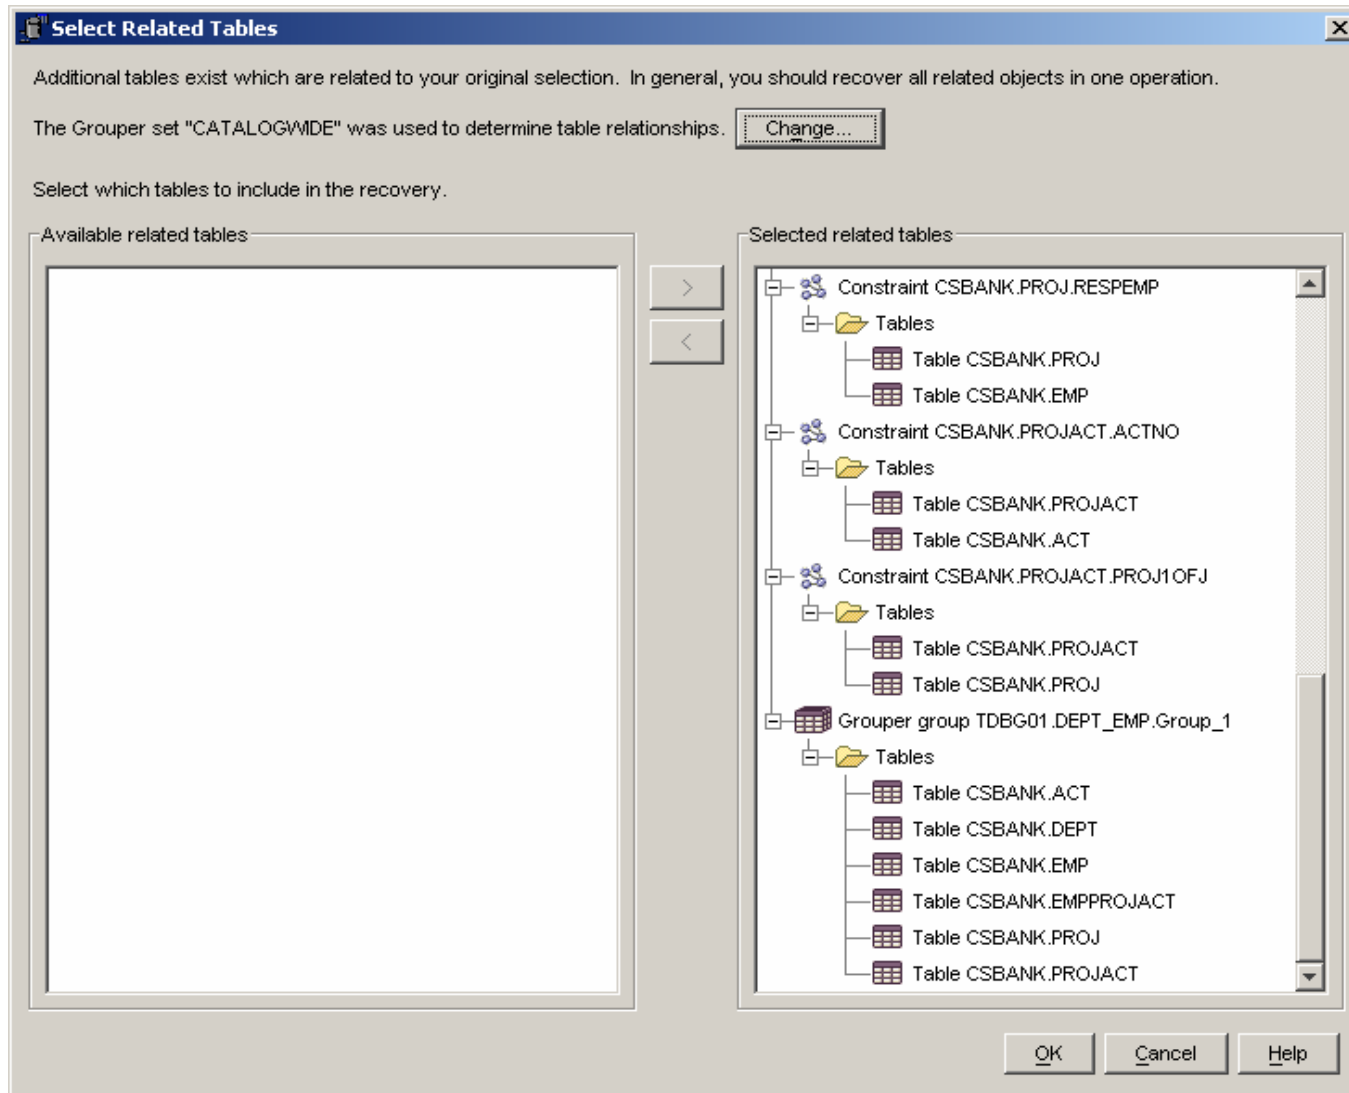 Select Related Tables
Additional tables exist which are related to your original selection. In general, you should recover all related objects in one operation.
The Grouper set "CATALOGWIDE" was used to determine table relationships.
Change...
Select which tables to include in the recovery.
Available related tables
>
<
Selected related tables
Constraint CSBANK.PROJ.RESPEMP
Tables
Table CSBANK.PROJ
Table CSBANK.EMP
Constraint CSBANK.PROJACT.ACTNO
Tables
Table CSBANK.PROJACT
Table CSBANK.ACT
Constraint CSBANK.PROJACT.PROJ1OFJ
Tables
Table CSBANK.PROJACT
Table CSBANK.PROJ
Grouper group TDBG01.DEPT_EMP.Group_1
Tables
Table CSBANK.ACT
Table CSBANK.DEPT
Table CSBANK.EMP
Table CSBANK.EMPPROJACT
Table CSBANK.PROJ
Table CSBANK.PROJACT
OK
Cancel
Help